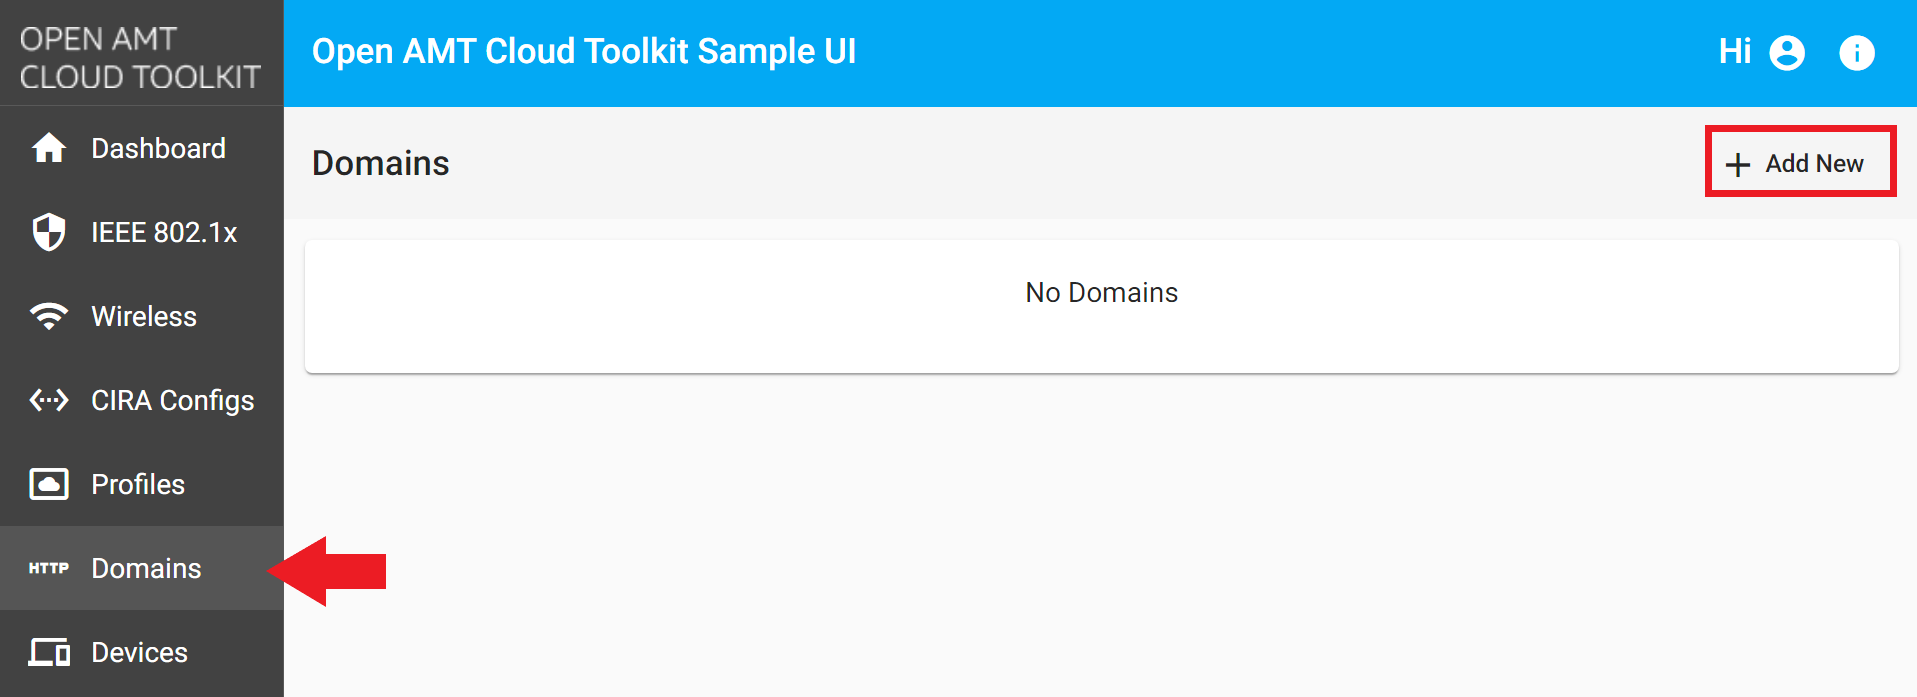 OPEN AMT
CLOUD TOOLKIT
Open AMT Cloud Toolkit Sample UI
Hi
Dashboard
IEEE 802.1x
Wireless
CIRA Configs
Profiles
HTTP Domains
Devices
Domains
Add New
No Domains